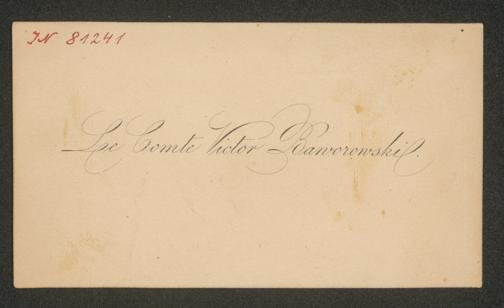 IN 81241
Le Comte Victor Baworowski.